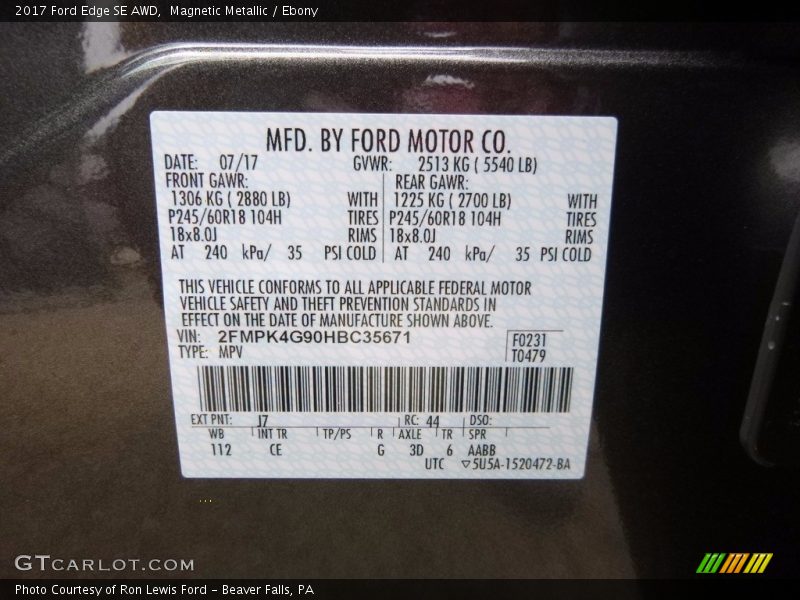 2017 Ford Edge SE AWD, Magnetic Metallic / Ebony
MFD. BY FORD MOTOR CO.
DATE: 07/17 GVWR: 2513 KG ( 5540 LB)
FRONT GAWR: REAR GAWR:
1306 KG ( 2880 LB) WITH 1225 KG ( 2700 LB) WITH
P245/60R18 104H TIRES P245/60R18 104H TIRES
18x8.0J RIMS 18x8.0J RIMS
AT 240 kPa/ 35 PSI COLD AT 240 kPa/ 35 PSI COLD
THIS VEHICLE CONFORMS TO ALL APPLICABLE FEDERAL MOTOR
VEHICLE SAFETY AND THEFT PREVENTION STANDARDS IN
EFFECT ON THE DATE OF MANUFACTURE SHOWN ABOVE.
VIN: 2FMPK4G90HBC35671 F0231
TYPE: MPV T0479
EXT PNT: J7 RC: 44 DSO:
WB INT TR TP/PS R AXLE TR SPR
112 CE G 3D 6 AABB
UTC ▽5U5A-1520472-BA
GTCARLOT.COM
Photo Courtesy of Ron Lewis Ford - Beaver Falls, PA